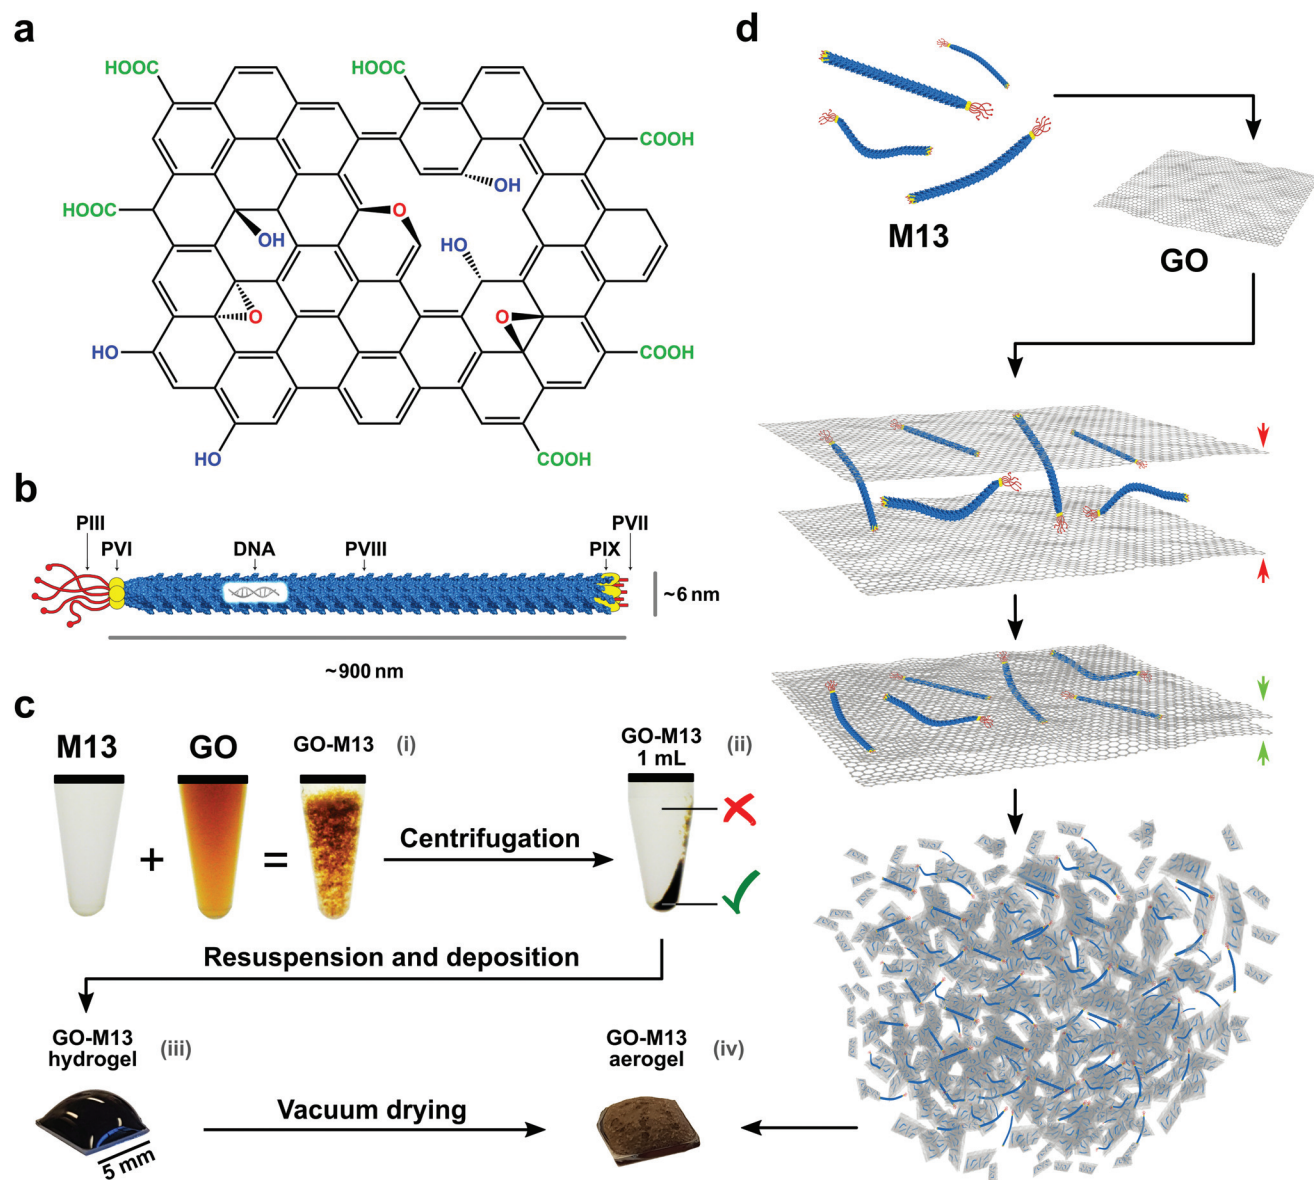 a
HOOC
HOOC
COOH
OH
HOOC
O
OH
HO
O
O
HO
COOH
HO
COOH
b
PIII
PVI
DNA
PVIII
PIX
PVII
~6 nm
~900 nm
c
M13
+
GO
=
GO-M13
(i)
Centrifugation
GO-M13
1 mL
(ii)
Resuspension and deposition
GO-M13
hydrogel
(iii)
5 mm
Vacuum drying
GO-M13
aerogel
(iv)
d
M13
GO